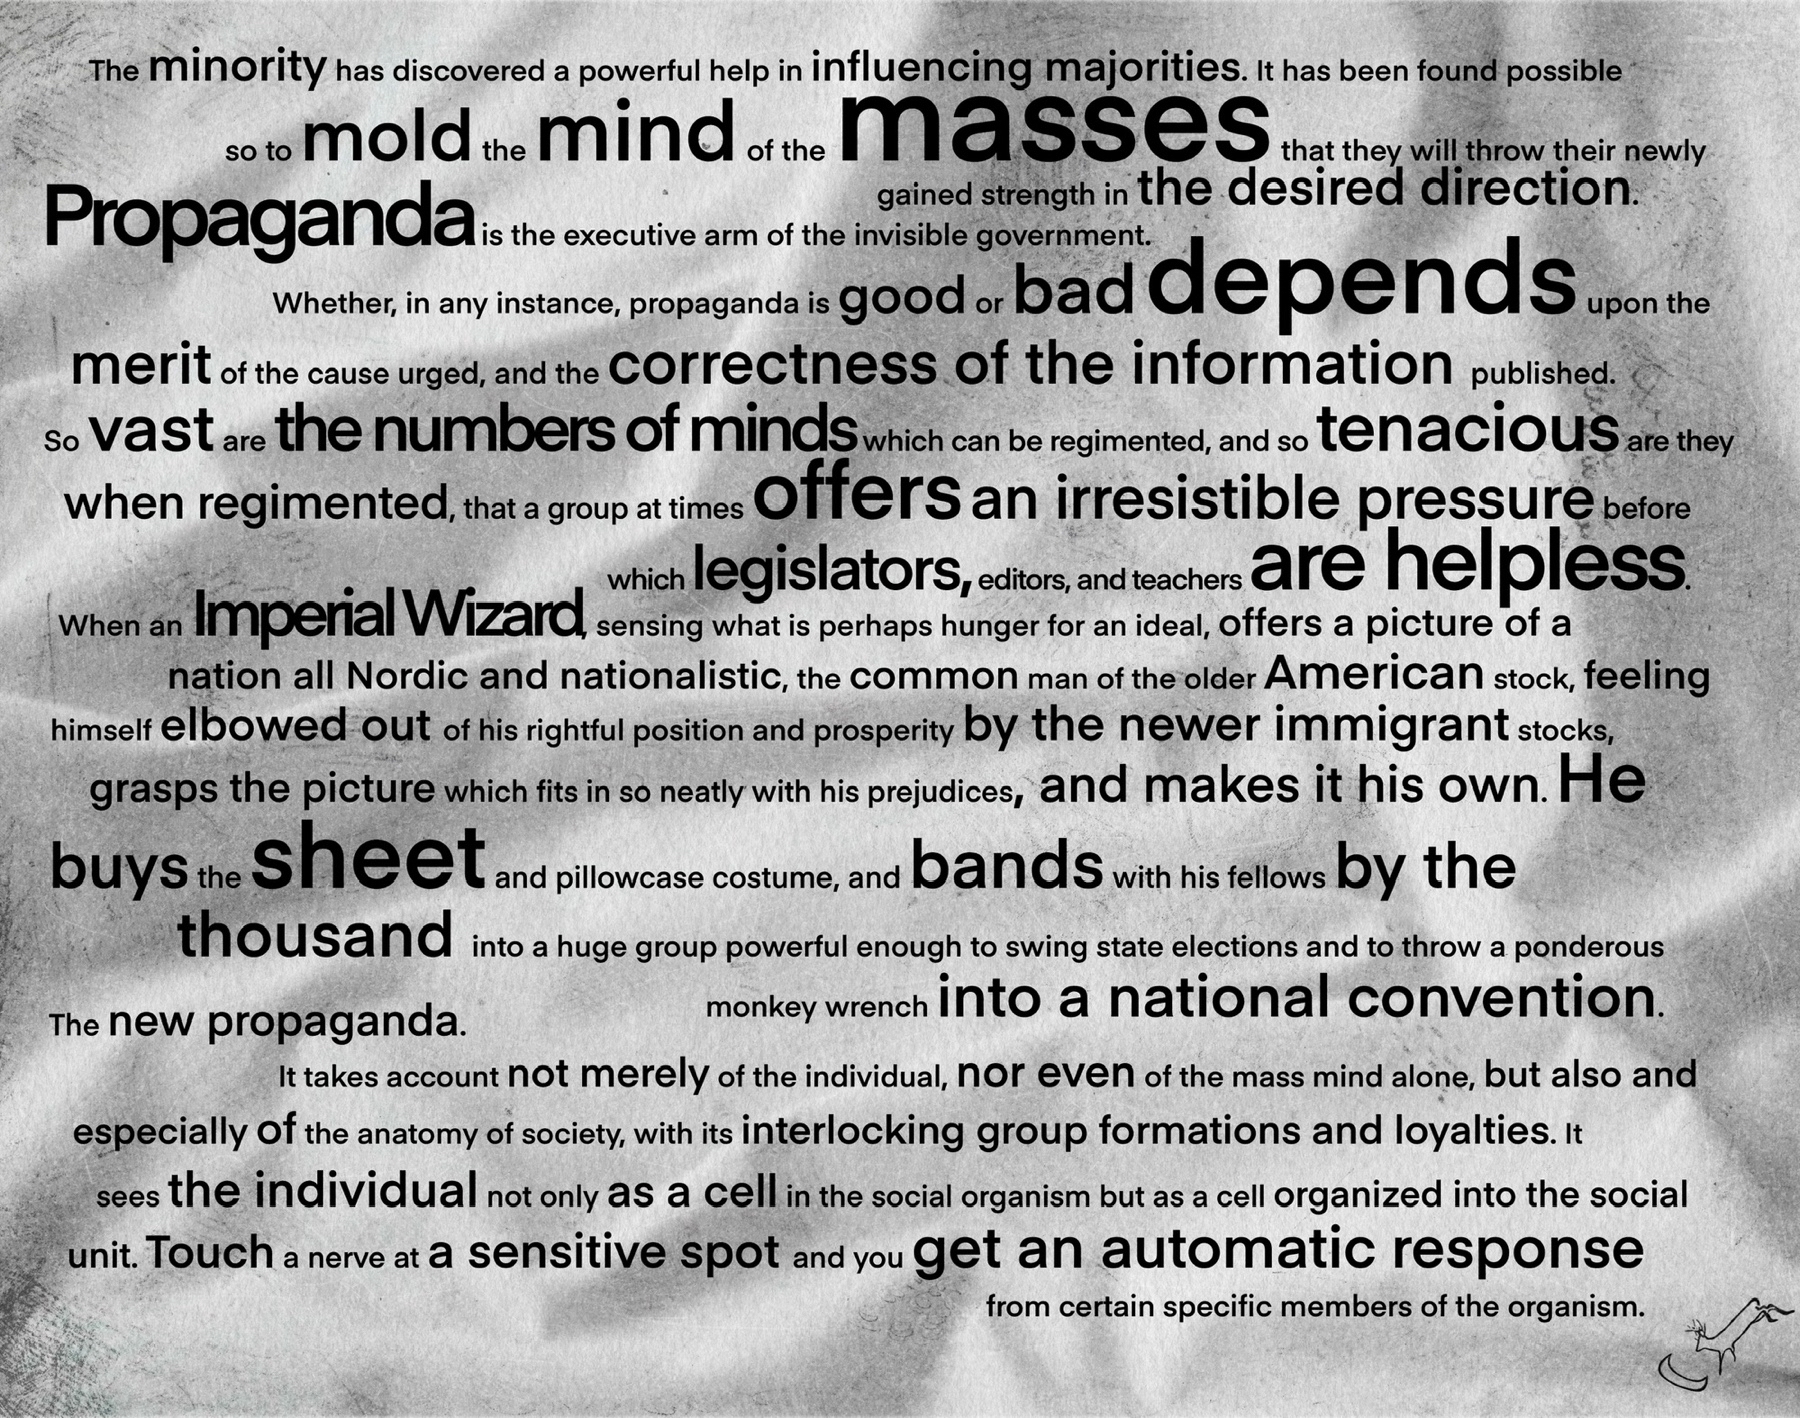 The minority has discovered a powerful help in influencing majorities. It has been found possible
so to mold the mind of the masses that they will throw their newly
gained strength in the desired direction.
Propaganda is the executive arm of the invisible government.
Whether, in any instance, propaganda is good or bad depends upon the
merit of the cause urged, and the correctness of the information published.
So vast are the numbers of minds which can be regimented, and so tenacious are they
when regimented, that a group at times offers an irresistible pressure before
which legislators, editors, and teachers are helpless.
When an Imperial Wizard, sensing what is perhaps hunger for an ideal, offers a picture of a
nation all Nordic and nationalistic, the common man of the older American stock, feeling
himself elbowed out of his rightful position and prosperity by the newer immigrant stocks,
grasps the picture which fits in so neatly with his prejudices, and makes it his own. He
buys the sheet and pillowcase costume, and bands with his fellows by the
thousand into a huge group powerful enough to swing state elections and to throw a ponderous
monkey wrench into a national convention.
The new propaganda.
It takes account not merely of the individual, nor even of the mass mind alone, but also and
especially of the anatomy of society, with its interlocking group formations and loyalties. It
sees the individual not only as a cell in the social organism but as a cell organized into the social
unit. Touch a nerve at a sensitive spot and you get an automatic response
from certain specific members of the organism.